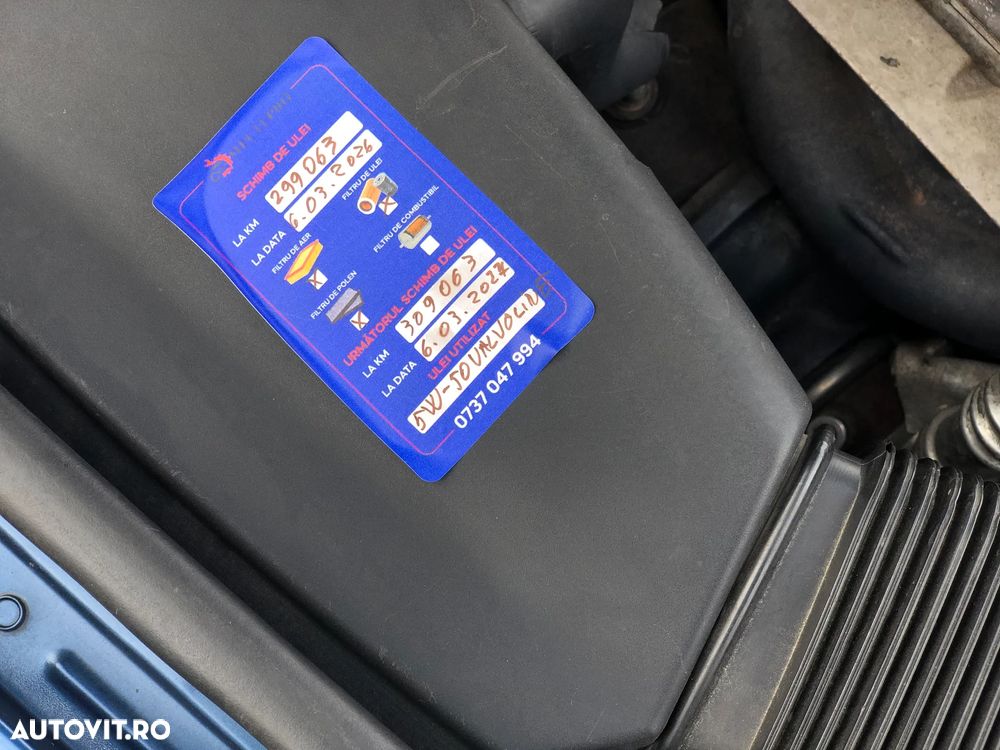 SCHIMB DE ULEI
LA KM 299063
LA DATA 6.03.2026
FILTRU DE AER
FILTRU DE ULEI
FILTRU DE POLEN
FILTRU DE COMBUSTIBIL
URMĂTORUL SCHIMB DE ULEI
LA KM 309063
LA DATA 6.03.2027
ULEI UTILIZAT
5W-50 VALVOLINE
0737 047 994
AUTOVIT.RO